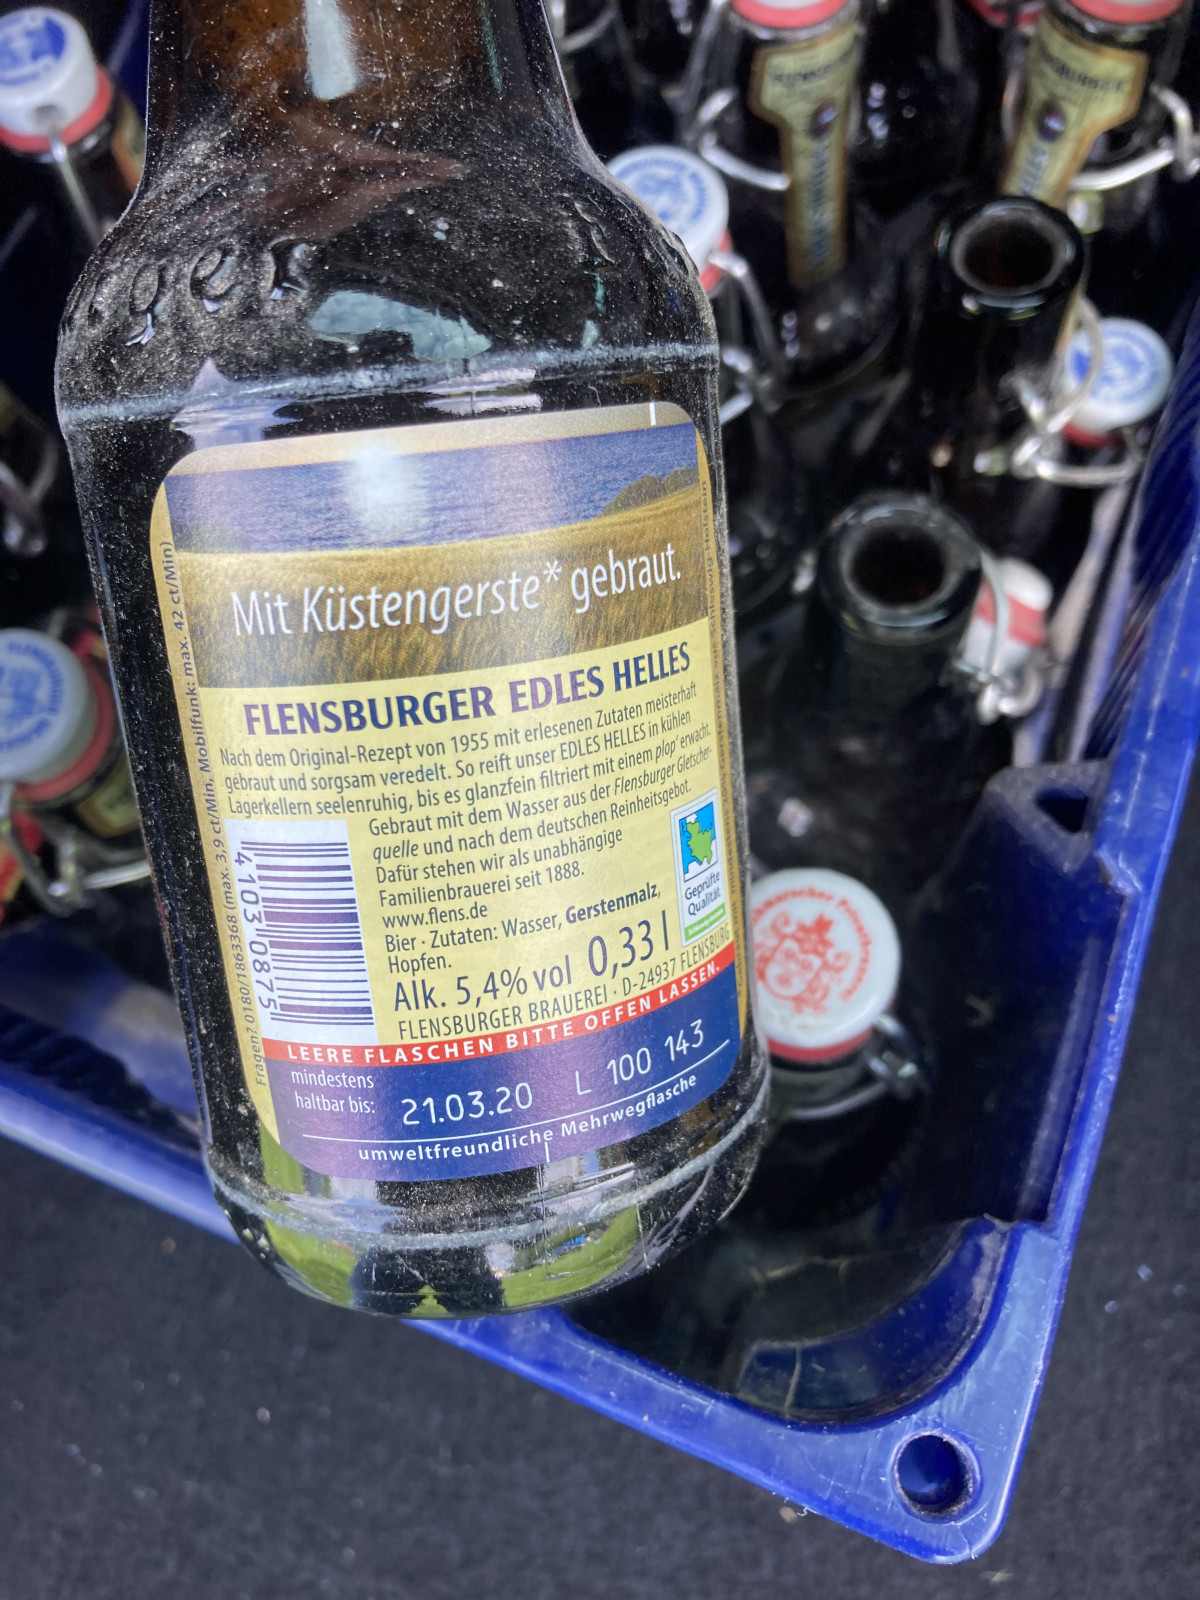 Mit Küstengerste* gebraut.
FLENSBURGER EDLES HELLES
Nach dem Original-Rezept von 1955 mit erlesenen Zutaten meisterhaft
gebraut und sorgsam veredelt. So reift unser EDLES HELLES in kühlen
Lagerkellern seelenruhig, bis es glanzfein filtriert mit einem plop' erwacht.
Gebraut mit dem Wasser aus der Flensburger Gletscher-
quelle und nach dem deutschen Reinheitsgebot.
Dafür stehen wir als unabhängige
Familienbrauerei seit 1888.
www.flens.de
Bier · Zutaten: Wasser, Gerstenmalz,
Hopfen.
Alk. 5,4% vol 0,33 l
FLENSBURGER BRAUEREI · D-24937 FLENSBURG
LEERE FLASCHEN BITTE OFFEN LASSEN.
mindestens
haltbar bis: 21.03.20 L 100 143
umweltfreundliche Mehrwegflasche
Geprüfte
Qualität
4 103 0875
Fragen? 0180/1863368 (max. 3,9 ct/Min, Mobilfunk: max. 42 ct/Min)